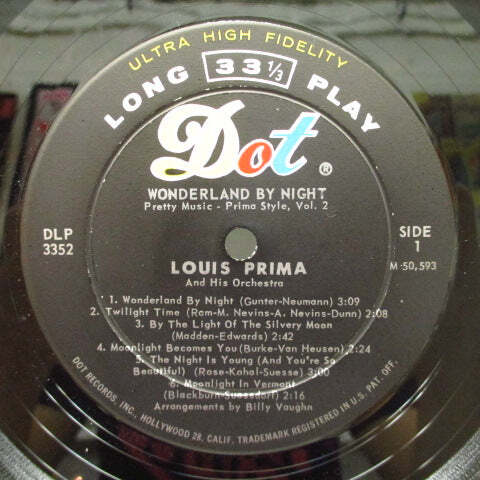 ULTRA HIGH FIDELITY
LONG 33 1/3 PLAY
Dot®
WONDERLAND BY NIGHT
Pretty Music - Prima Style, Vol. 2
DLP
3352
SIDE
1
M-50,593
LOUIS PRIMA
And His Orchestra
1. Wonderland By Night (Gunter-Neumann) 3:09
2. Twilight Time (Ram-M. Nevins-A. Nevins-Dunn) 2:08
3. By The Light Of The Silvery Moon
(Madden-Edwards) 2:42
4. Moonlight Becomes You (Burke-Van Heusen) 2:24
5. The Night Is Young (And You're So
Beautiful) (Rose-Kahal-Suesse) 3:00
6. Moonlight In Vermont
(Blackburn-Suessdorf) 2:16
Arrangements by Billy Vaughn
DOT RECORDS, INC. HOLLYWOOD 28, CALIF. TRADEMARK REGISTERED IN U.S. PAT. OFF.